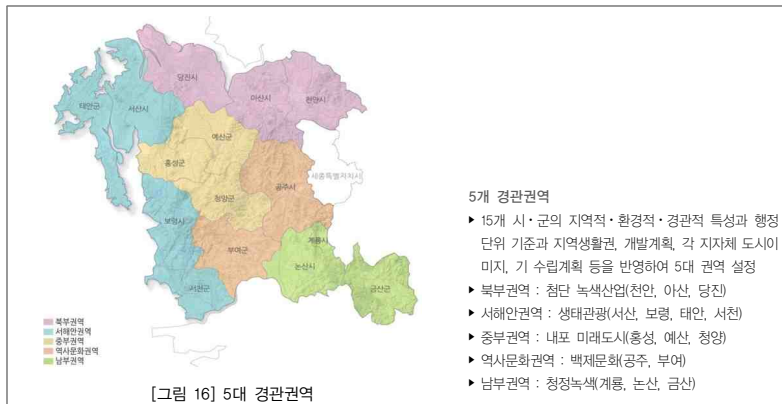 당진시
아산시
천안시
태안군
서산시
예산군
홍성군
세종특별자치시
공주시
청양군
보령시
계룡시
부여군
논산시
서천군
금산군
북부권역
서해안권역
중부권역
역사문화권역
남부권역
[그림 16] 5대 경관권역
5개 경관권역
▶ 15개 시・군의 지역적・환경적・경관적 특성과 행정
단위 기준과 지역생활권, 개발계획, 각 지자체 도시이
미지, 기 수립계획 등을 반영하여 5대 권역 설정
▶ 북부권역 : 첨단 녹색산업(천안, 아산, 당진)
▶ 서해안권역 : 생태관광(서산, 보령, 태안, 서천)
▶ 중부권역 : 내포 미래도시(홍성, 예산, 청양)
▶ 역사문화권역 : 백제문화(공주, 부여)
▶ 남부권역 : 청정녹색(계룡, 논산, 금산)